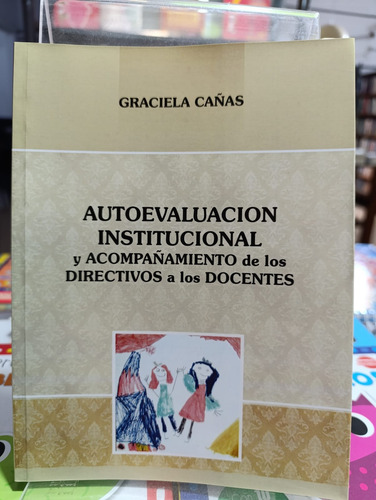 GRACIELA CAÑAS
AUTOEVALUACION
INSTITUCIONAL
y ACOMPAÑAMIENTO de los
DIRECTIVOS a los DOCENTES